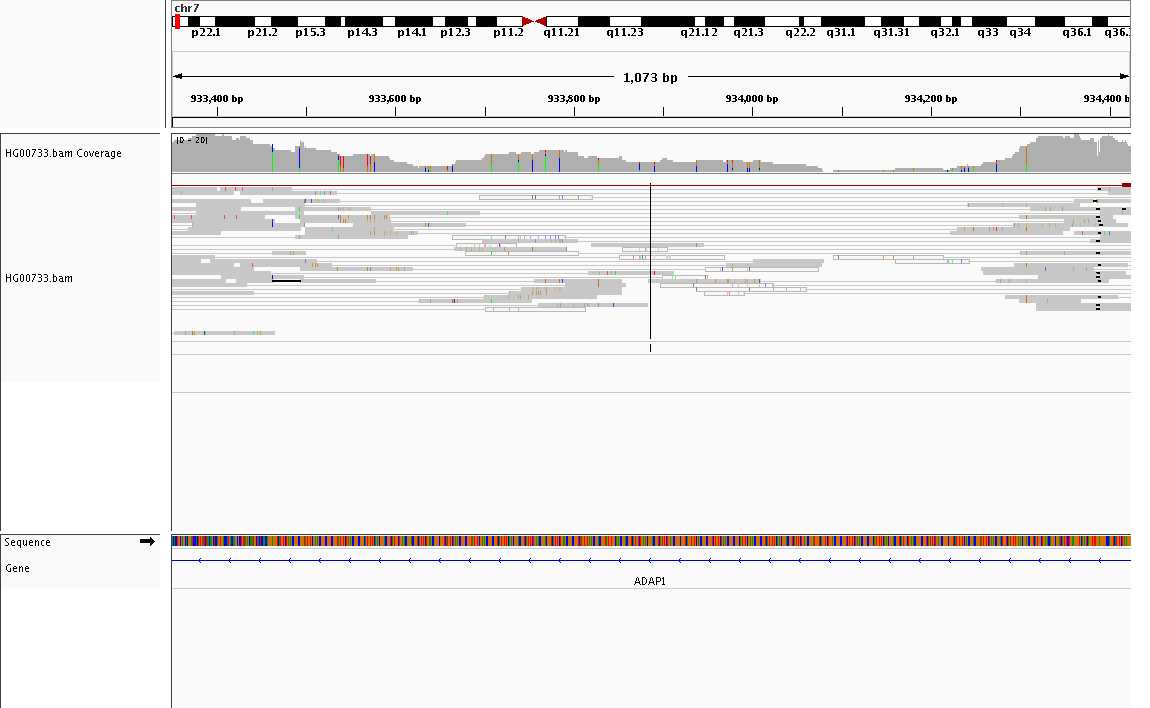 chr7
p22.1 p21.2 p15.3 p14.3 p14.1 p12.3 p11.2 q11.21 q11.23 q21.12 q21.3 q22.2 q31.1 q31.31 q32.1 q33 q34 q36.1 q36.
1,073 bp
933,400 bp 933,600 bp 933,800 bp 934,000 bp 934,200 bp 934,400 b
[0 - 20]
HG00733.bam Coverage
HG00733.bam
Sequence
Gene
ADAP1